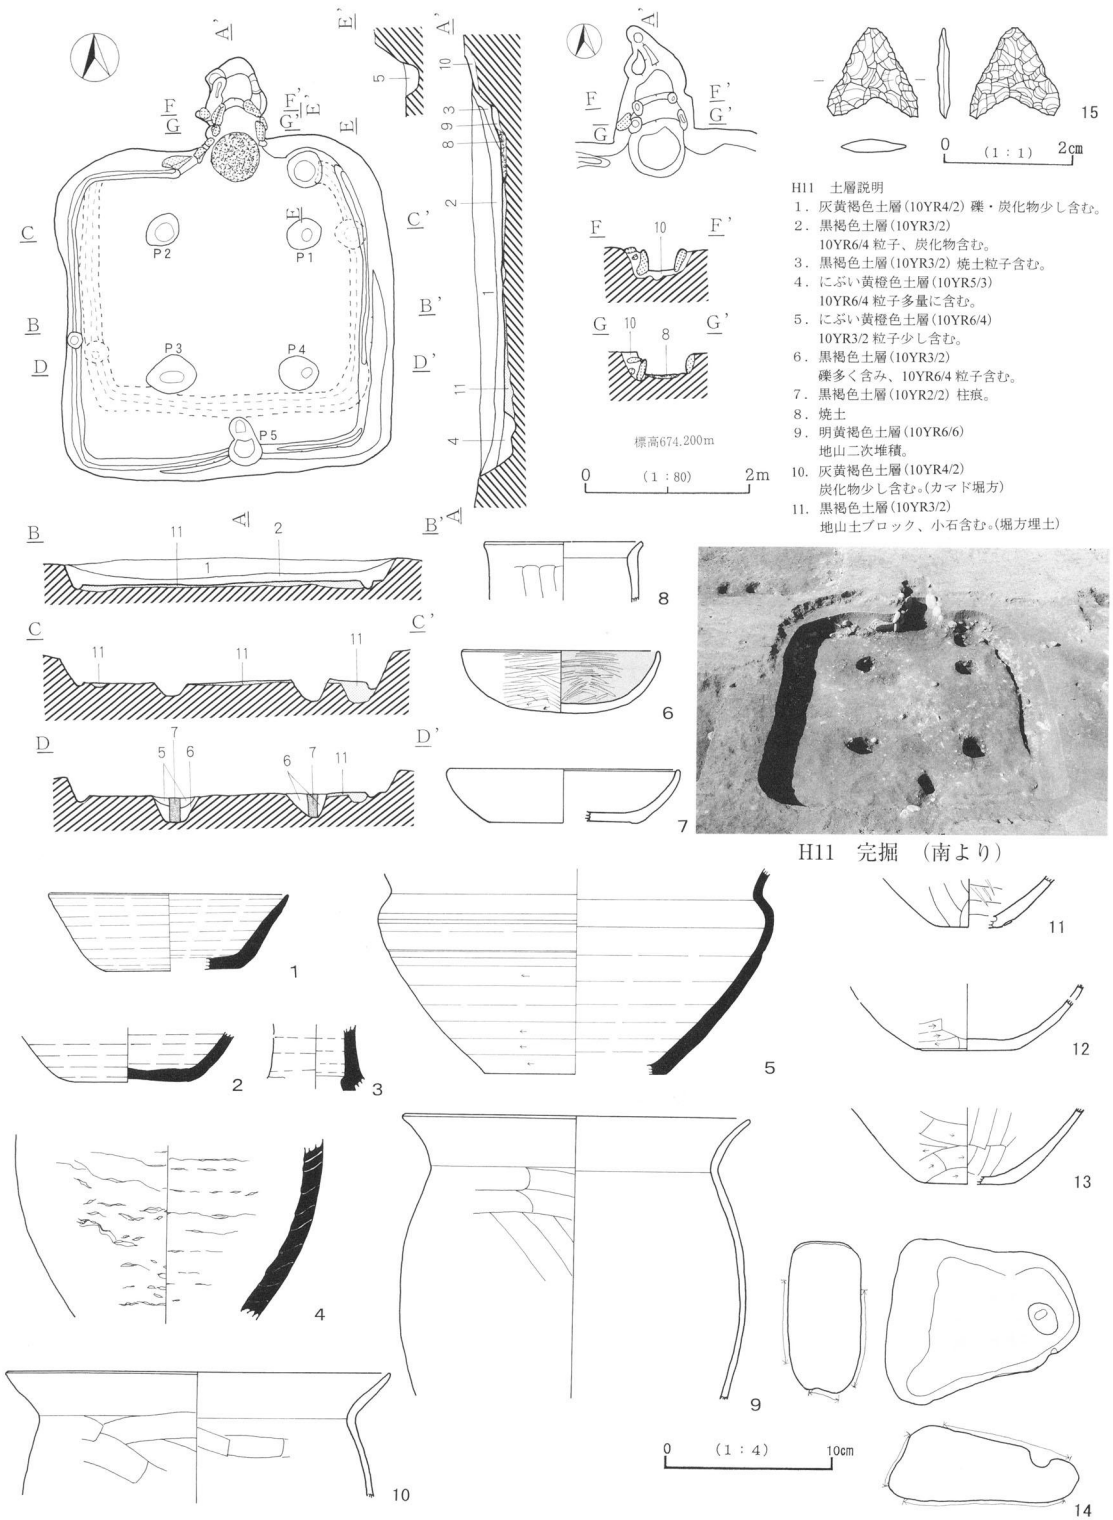 A'
E'
A'
A'
10
5
3
9
8
2
1
11
4
F
G
F'
E'
G'
E
E
C
C'
P2
P1
B
B'
D
D'
P3
P4
P5
A
A
F
F'
G
G'
F
10
F'
G
10
8
G'
標高674.200m
0 (1:80) 2m
15
0 (1:1) 2cm
H11 土層説明
1. 灰黄褐色土層(10YR4/2) 礫・炭化物少し含む。
2. 黒褐色土層(10YR3/2)
10YR6/4 粒子、炭化物含む。
3. 黒褐色土層(10YR3/2) 焼土粒子含む。
4. にぶい黄橙色土層(10YR5/3)
10YR6/4 粒子多量に含む。
5. にぶい黄橙色土層(10YR6/4)
10YR3/2 粒子少し含む。
6. 黒褐色土層(10YR3/2)
礫多く含み、10YR6/4 粒子含む。
7. 黒褐色土層(10YR2/2) 柱痕。
8. 焼土
9. 明黄褐色土層(10YR6/6)
地山二次堆積。
10. 灰黄褐色土層(10YR4/2)
炭化物少し含む。(カマド堀方)
11. 黒褐色土層(10YR3/2)
地山土ブロック、小石含む。(堀方埋土)
B
11
2
B'
1
C
11
11
11
C'
D
7
5
6
6
7
11
D'
8
6
7
H11 完掘 (南より)
1
2
3
5
11
12
13
4
9
10
0 (1:4) 10cm
14